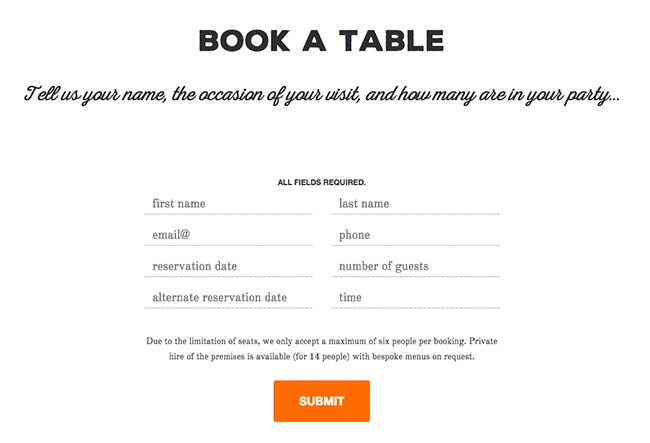 BOOK A TABLE
Tell us your name, the occasion of your visit, and how many are in your party...
ALL FIELDS REQUIRED.
first name last name
email@ phone
reservation date number of guests
alternate reservation date time
Due to the limitation of seats, we only accept a maximum of six people per booking. Private
hire of the premises is available (for 14 people) with bespoke menus on request.
SUBMIT